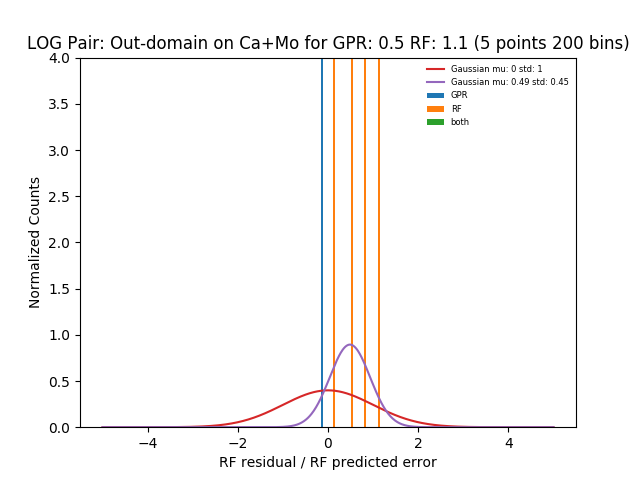 LOG Pair: Out-domain on Ca+Mo for GPR: 0.5 RF: 1.1 (5 points 200 bins)
Gaussian mu: 0 std: 1
Gaussian mu: 0.49 std: 0.45
GPR
RF
both
Normalized Counts
4.0
3.5
3.0
2.5
2.0
1.5
1.0
0.5
0.0
−4
−2
0
2
4
RF residual / RF predicted error